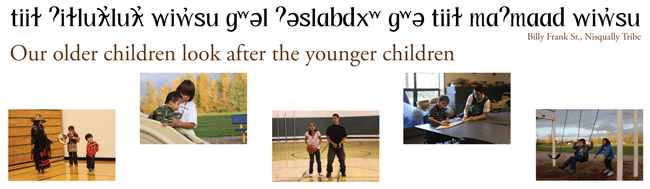 tiiɬ ʔiɬluƛ̕luƛ̕ wiw̓su gʷəl ʔəslabdxʷ gʷə tiiɬ maʔmaad wiw̓su
Billy Frank Sr., Nisqually Tribe
Our older children look after the younger children